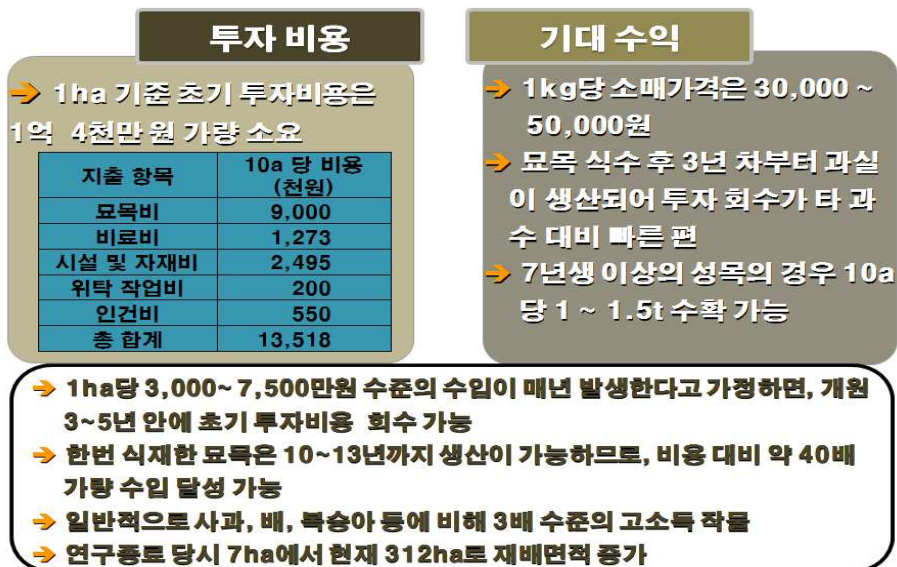 투자 비용
➔ 1ha 기준 초기 투자비용은
1억 4천만 원 가량 소요
지출 항목 10a 당 비용
(천원)
묘목비 9,000
비료비 1,273
시설 및 자재비 2,495
위탁 작업비 200
인건비 550
총 합계 13,518
기대 수익
➔ 1kg당 소매가격은 30,000 ~
50,000원
➔ 묘목 식수 후 3년 차부터 과실
이 생산되어 투자 회수가 타 과
수 대비 빠른 편
➔ 7년생 이상의 성목의 경우 10a
당 1 ~ 1.5t 수확 가능
➔ 1ha당 3,000~ 7,500만원 수준의 수입이 매년 발생한다고 가정하면, 개원
3~5년 안에 초기 투자비용 회수 가능
➔ 한번 식재한 묘목은 10~13년까지 생산이 가능하므로, 비용 대비 약 40배
가량 수입 달성 가능
➔ 일반적으로 사과, 배, 복숭아 등에 비해 3배 수준의 고소득 작물
➔ 연구종료 당시 7ha에서 현재 312ha로 재배면적 증가